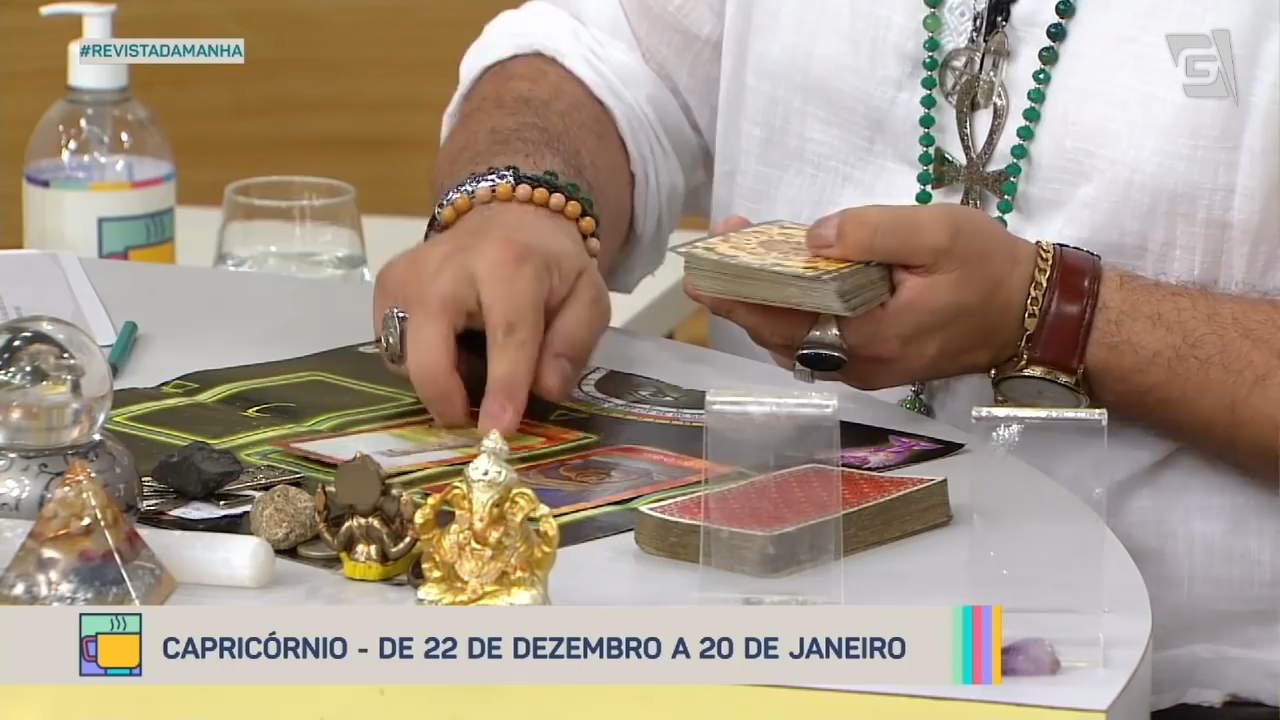 #REVISTADAMANHA
CAPRICÓRNIO - DE 22 DE DEZEMBRO A 20 DE JANEIRO